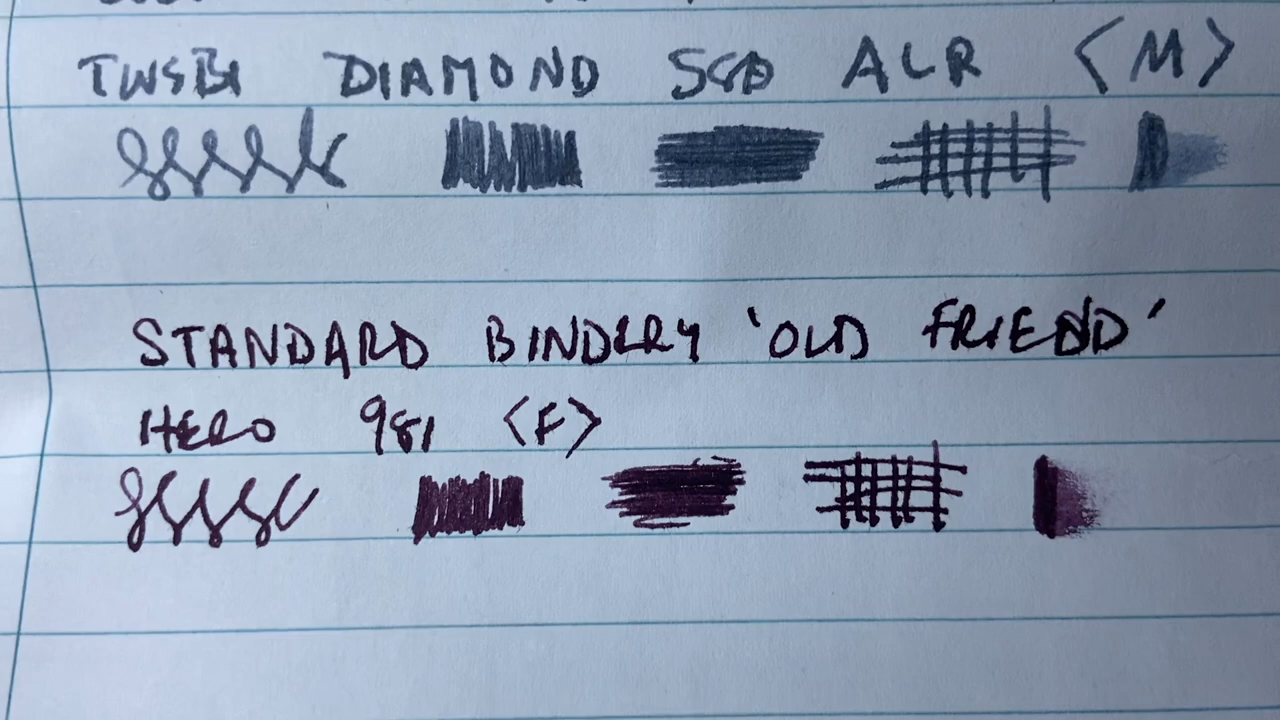 TWSBI DIAMOND 580 ALR <M>
STANDARD BINDERY 'OLD FRIEND'
HERO 981 <F>